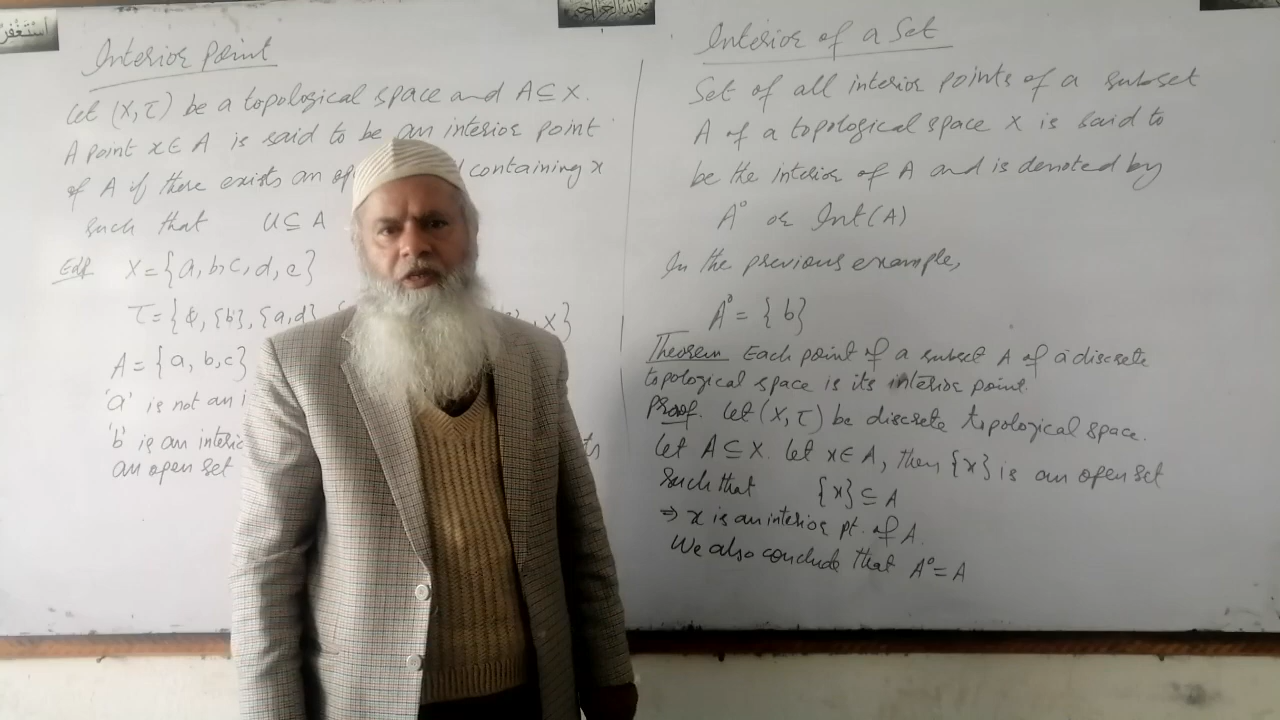 أستغفر
Interior Point
Let (X, τ) be a topological space and A ⊆ X.
A point x ∈ A is said to be an interior point
of A if there exists an op containing x
such that U ⊆ A
X = {a, b, c, d, e}
τ = {φ, {b}, {a, d} , X}
A = {a, b, c}
'a' is not an i
'b' is an interio
an open set
Interior of a Set
Set of all interior points of a subset
A of a topological space X is said to
be the interior of A and is denoted by
A° or Int(A)
In the previous example,
A° = {b}
Theorem Each point of a subset A of a discrete
topological space is its interior point.
Proof. Let (X, τ) be discrete topological space.
Let A ⊆ X. Let x ∈ A, then {x} is an open set
such that {x} ⊆ A
⇒ x is an interior pt. of A.
We also conclude that A° = A